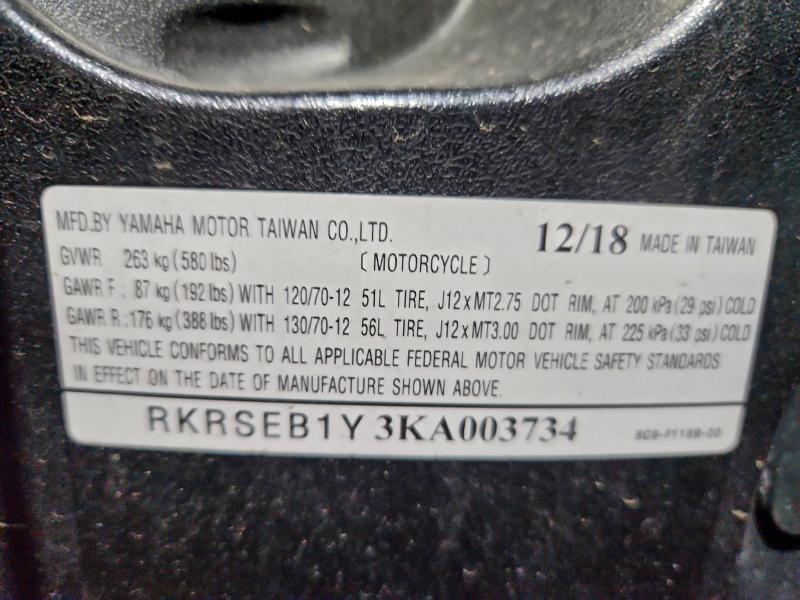 MFD.BY YAMAHA MOTOR TAIWAN CO.,LTD. 12/18 MADE IN TAIWAN
GVWR 263 kg (580 lbs) (MOTORCYCLE)
GAWR F : 87 kg (192 lbs) WITH 120/70-12 51L TIRE, J12xMT2.75 DOT RIM, AT 200 kPa (29 psi) COLD
GAWR R : 176 kg (388 lbs) WITH 130/70-12 56L TIRE, J12xMT3.00 DOT RIM, AT 225 kPa (33 psi) COLD
THIS VEHICLE CONFORMS TO ALL APPLICABLE FEDERAL MOTOR VEHICLE SAFETY STANDARDS
IN EFFECT ON THE DATE OF MANUFACTURE SHOWN ABOVE.
RKRSEB1Y3KA003734